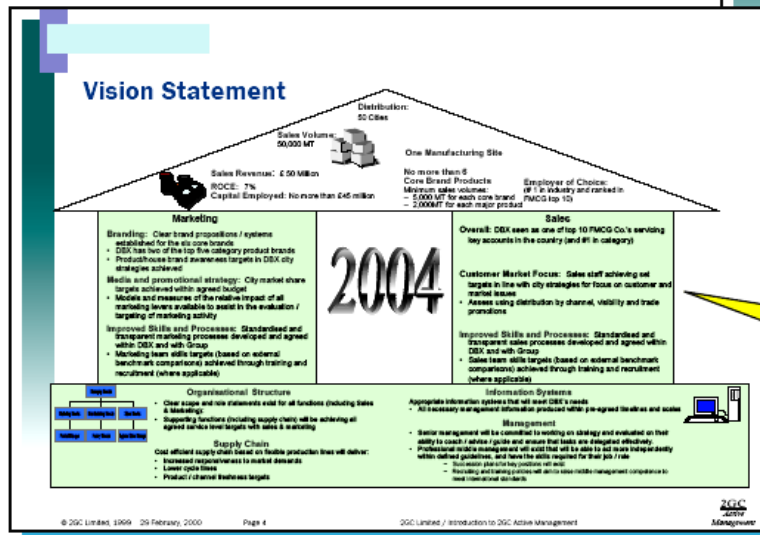 Vision Statement
Distribution:
50 Cities
Sales Volume:
50,000 MT
One Manufacturing Site
Sales Revenue: £ 50 Million
ROCE: 7%
Capital Employed: No more than £45 million
No more than 6
Core Brand Products
Minimum sales volumes:
– 5,000 MT for each core brand
– 2,000MT for each major product
Employer of Choice:
(# 1 in industry and ranked in
FMCG top 10)
Marketing
Branding: Clear brand propositions / systems
established for the six core brands
• DBX has two of the top five category product brands
• Product/house brand awareness targets in DBX city
strategies achieved
Media and promotional strategy: City market share
targets achieved within agreed budget
• Models and measures of the relative impact of all
marketing levers available to assist in the evaluation /
targeting of marketing activity
Improved Skills and Processes: Standardised and
transparent marketing processes developed and agreed
within DBX and with Group
• Marketing team skills targets (based on external
benchmark comparisons) achieved through training and
recruitment (where applicable)
2004
Sales
Overall: DBX seen as one of top 10 FMCG Co.'s servicing
key accounts in the country (and #1 in category)
Customer Market Focus: Sales staff achieving set
targets in line with city strategies for focus on customer and
market issues
• Assess using distribution by channel, visibility and trade
promotions
Improved Skills and Processes: Standardised and
transparent sales processes developed and agreed within
DBX and with Group
• Sales team skills targets (based on external benchmark
comparisons) achieved through training and recruitment
(where applicable)
Organisational Structure
• Clear scope and role statements exist for all functions (including Sales
& Marketing):
• Supporting functions (including supply chain) will be achieving all
agreed service level targets with sales & marketing
Supply Chain
Cost efficient supply chain based on flexible production lines will deliver:
• Increased responsiveness to market demands
• Lower cycle times
• Product / channel freshness targets
Information Systems
Appropriate information systems that will meet DBX's needs
• All necessary management information produced within pre-agreed timelines and scales
Management
• Senior management will be committed to working on strategy and evaluated on their
ability to coach / advise / guide and ensure that tasks are delegated effectively.
• Professional middle management will exist that will be able to act more independently
within defined guidelines, and have the skills required for their job / role
– Succession plans for key positions will exist
– Recruiting and training policies will aim to raise middle management competence to
meet international standards
© 2GC Limited, 1999 29 February, 2000 Page 4 2GC Limited / Introduction to 2GC Active Management
2GC
Active
Management